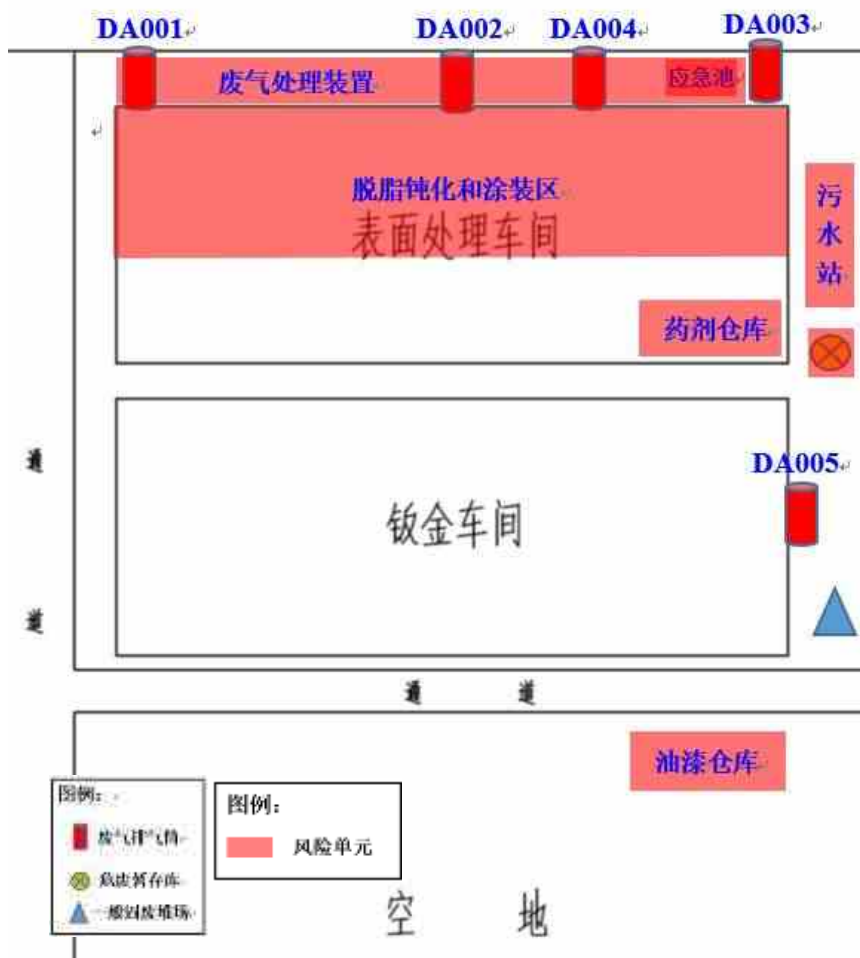 DA001
DA002
DA004
DA003
废气处理装置
应急池
脱脂钝化和涂装区
表面处理车间
污水站
药剂仓库
DA005
钣金车间
通道
通道
油漆仓库
图例：
废气排气筒
危废暂存库
一般固废堆场
图例：
风险单元
空地